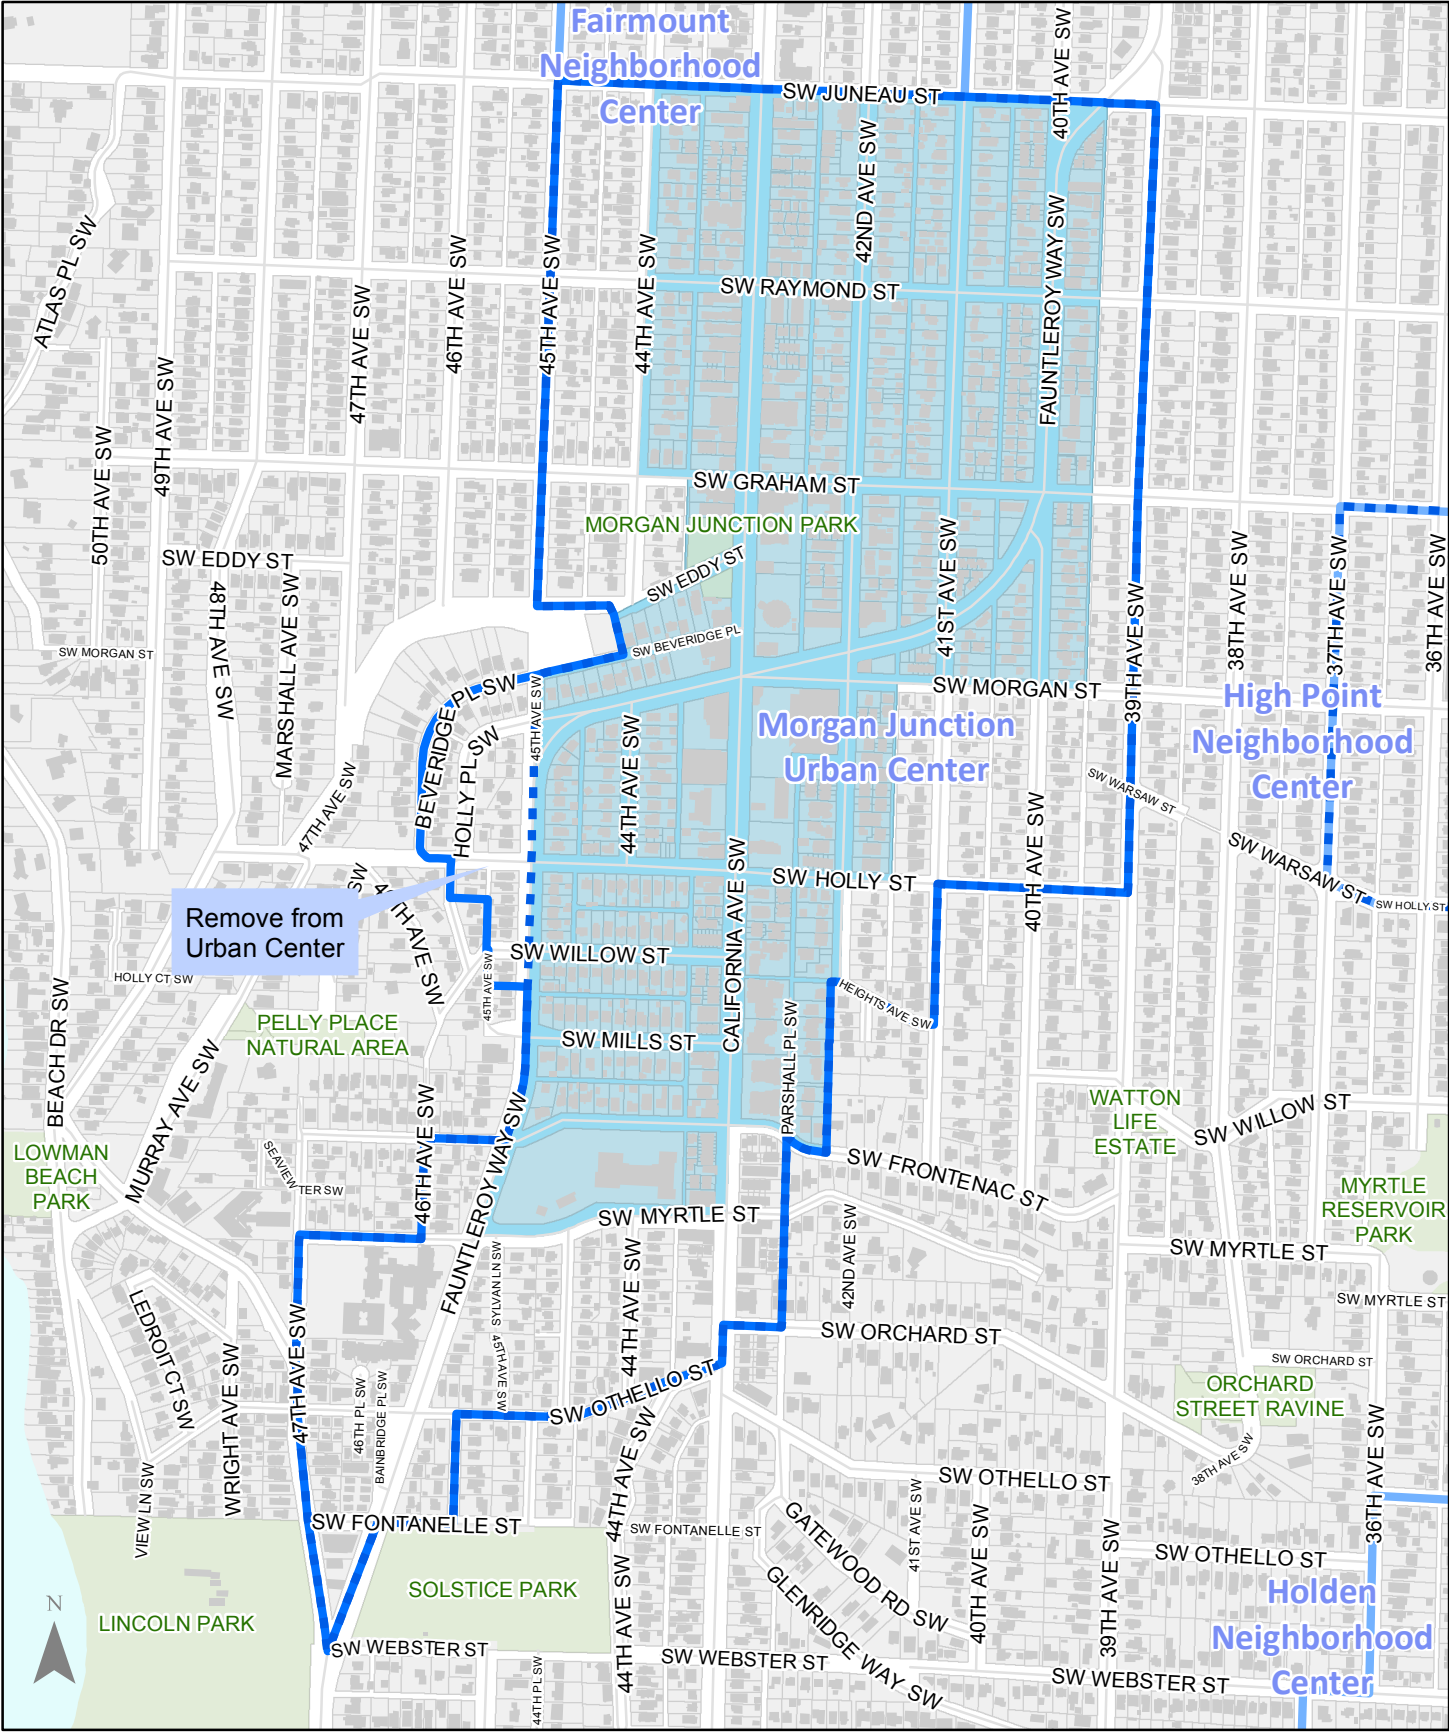 Fairmount
Neighborhood
Center
40TH AVE SW
SW JUNEAU ST
42ND AVE SW
ATLAS PL SW
46TH AVE SW
45TH AVE SW
44TH AVE SW
FAUNTLEROY WAY SW
47TH AVE SW
SW RAYMOND ST
49TH AVE SW
50TH AVE SW
SW GRAHAM ST
MORGAN JUNCTION PARK
41ST AVE SW
38TH AVE SW
37TH AVE SW
36TH AVE SW
SW EDDY ST
SW EDDY ST
48TH AVE SW
MARSHALL AVE SW
39TH AVE SW
SW MORGAN ST
SW BEVERIDGE PL
BEVERIDGE PL SW
45TH AVE SW
SW MORGAN ST
High Point
Neighborhood
Center
Morgan Junction
Urban Center
HOLLY PL SW
44TH AVE SW
47TH AVE SW
SW WARSAW ST
40TH AVE SW
SW WARSAW ST
CALIFORNIA AVE SW
SW HOLLY ST
SW HOLLY ST
SW
Remove from
Urban Center
SW WILLOW ST
HOLLY CT SW
45TH AVE SW
HEIGHTS AVE SW
BEACH DR SW
PELLY PLACE
NATURAL AREA
SW MILLS ST
PARSHALL PL SW
MURRAY AVE SW
46TH AVE SW
WATTON
LIFE
ESTATE
SW WILLOW ST
LOWMAN
BEACH
PARK
SEAVIEW
TER SW
FAUNTLEROY WAY SW
SW FRONTENAC ST
MYRTLE
RESERVOIR
PARK
SW MYRTLE ST
42ND AVE SW
SW MYRTLE ST
SYLVAN LN SW
44TH AVE SW
SW MYRTLE ST
LEDROIT CT SW
47TH AVE SW
SW ORCHARD ST
45TH AVE SW
SW ORCHARD ST
WRIGHT AVE SW
46TH PL SW
BAINBRIDGE PL SW
SW OTHELLO ST
ORCHARD
STREET RAVINE
44TH AVE SW
38TH AVE SW
36TH AVE SW
VIEW LN SW
SW OTHELLO ST
SW FONTANELLE ST
SW FONTANELLE ST
GATEWOOD RD SW
41ST AVE SW
40TH AVE SW
39TH AVE SW
SW OTHELLO ST
SOLSTICE PARK
GLENRIDGE WAY SW
44TH AVE SW
Holden
Neighborhood
Center
N
LINCOLN PARK
SW WEBSTER ST
SW WEBSTER ST
SW WEBSTER ST
44TH PL SW